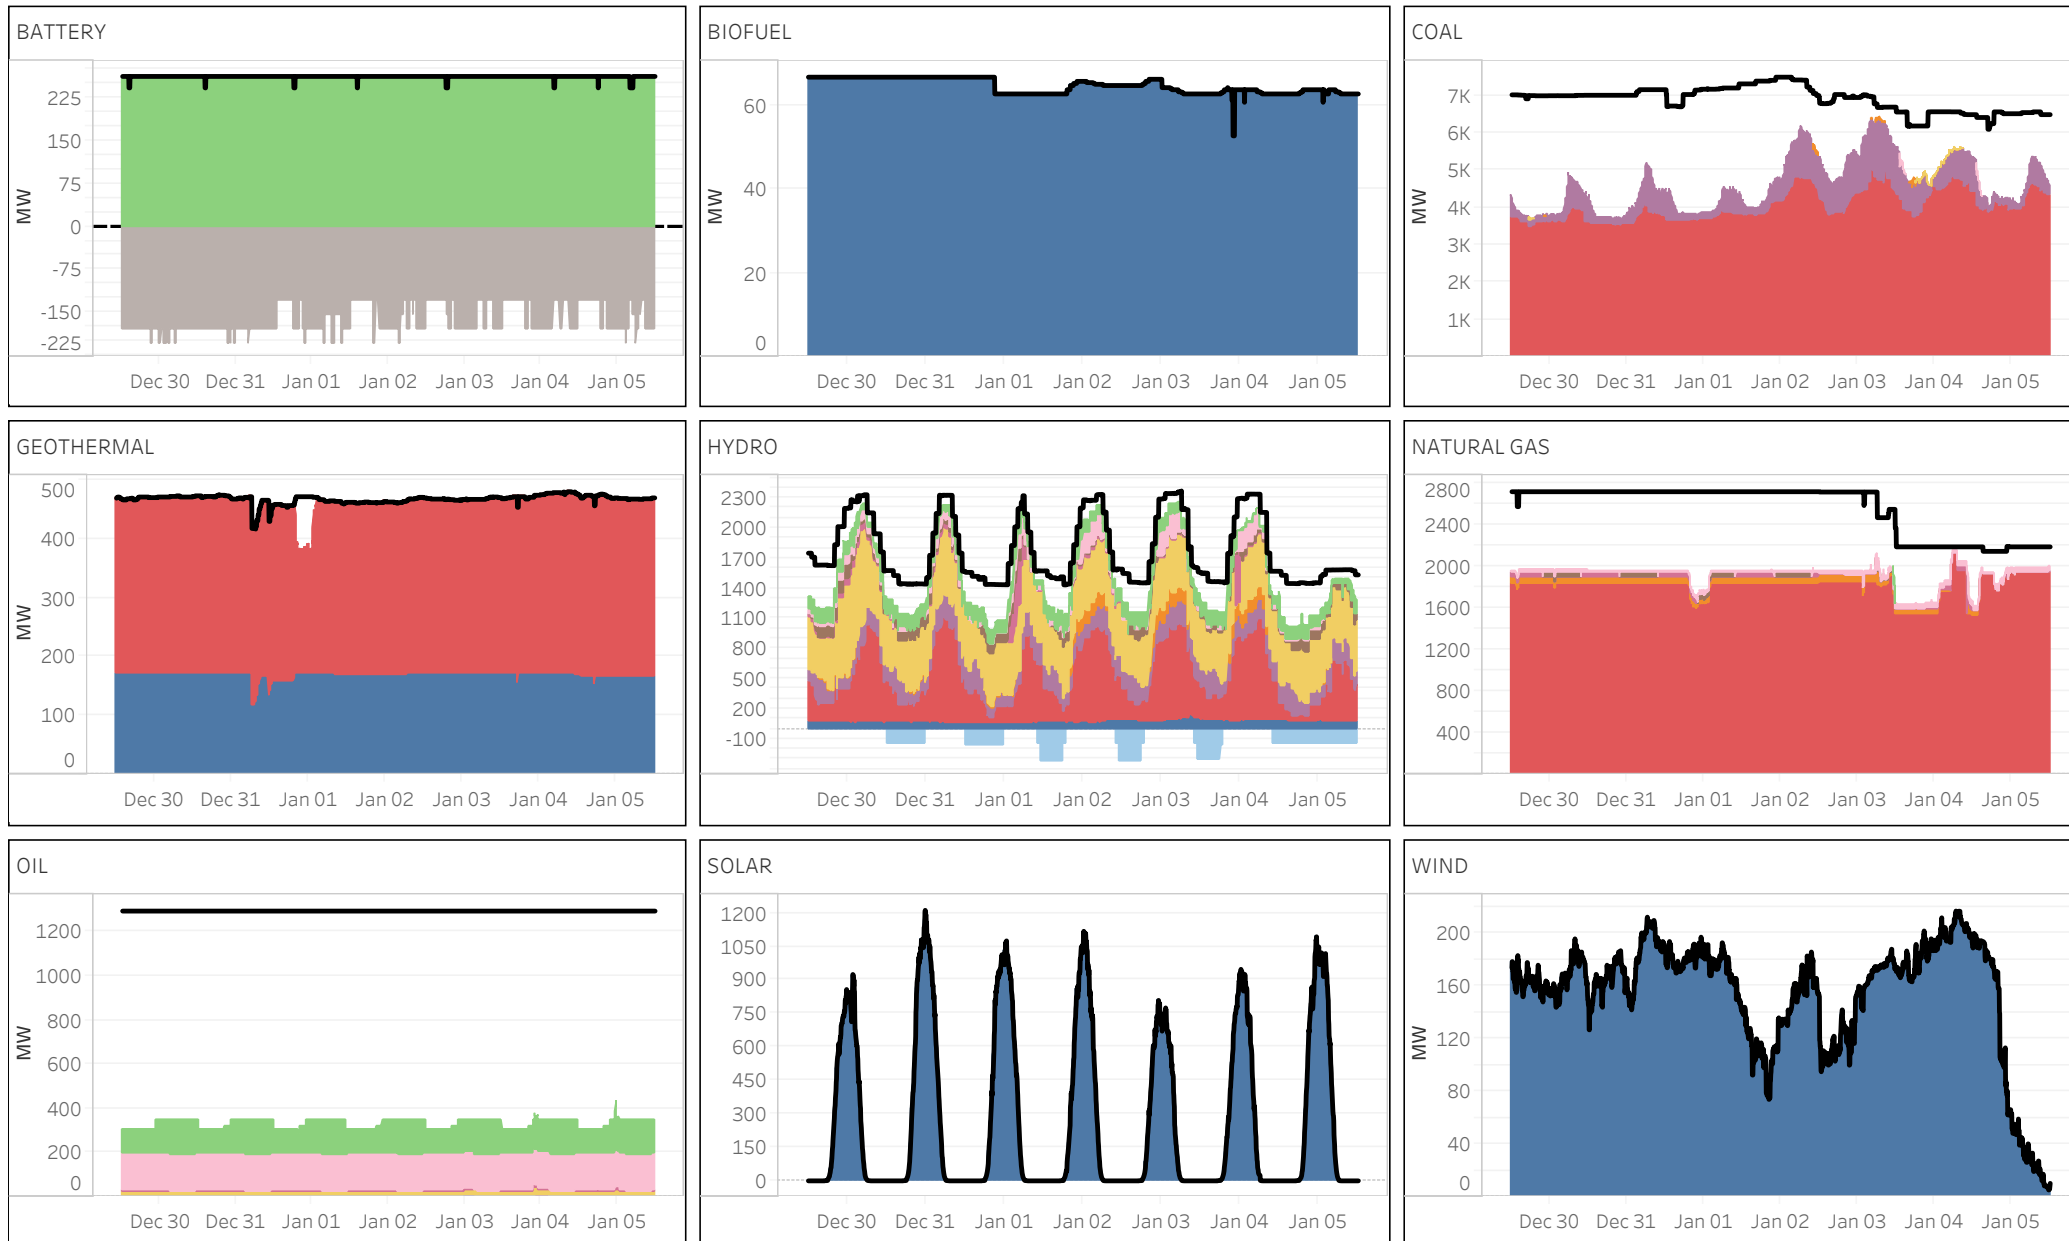 BATTERY
MW
225
150
75
0
-75
-150
-225
Dec 30 Dec 31 Jan 01 Jan 02 Jan 03 Jan 04 Jan 05
BIOFUEL
MW
60
40
20
0
Dec 30 Dec 31 Jan 01 Jan 02 Jan 03 Jan 04 Jan 05
COAL
MW
7K
6K
5K
4K
3K
2K
1K
Dec 30 Dec 31 Jan 01 Jan 02 Jan 03 Jan 04 Jan 05
GEOTHERMAL
MW
500
400
300
200
100
0
Dec 30 Dec 31 Jan 01 Jan 02 Jan 03 Jan 04 Jan 05
HYDRO
2300
2000
1700
1400
1100
800
500
200
-100
Dec 30 Dec 31 Jan 01 Jan 02 Jan 03 Jan 04 Jan 05
NATURAL GAS
2800
2400
2000
1600
1200
800
400
Dec 30 Dec 31 Jan 01 Jan 02 Jan 03 Jan 04 Jan 05
OIL
MW
1200
1000
800
600
400
200
0
Dec 30 Dec 31 Jan 01 Jan 02 Jan 03 Jan 04 Jan 05
SOLAR
1200
1050
900
750
600
450
300
150
0
Dec 30 Dec 31 Jan 01 Jan 02 Jan 03 Jan 04 Jan 05
WIND
MW
200
160
120
80
40
0
Dec 30 Dec 31 Jan 01 Jan 02 Jan 03 Jan 04 Jan 05